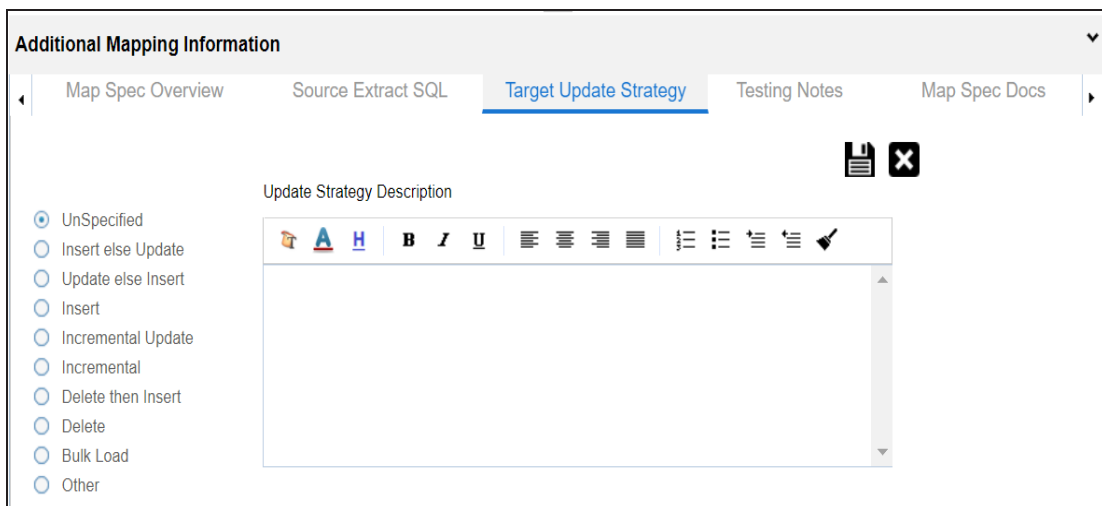 Additional Mapping Information
Map Spec Overview Source Extract SQL Target Update Strategy Testing Notes Map Spec Docs
Update Strategy Description
UnSpecified
Insert else Update
Update else Insert
Insert
Incremental Update
Incremental
Delete then Insert
Delete
Bulk Load
Other
A H B I U